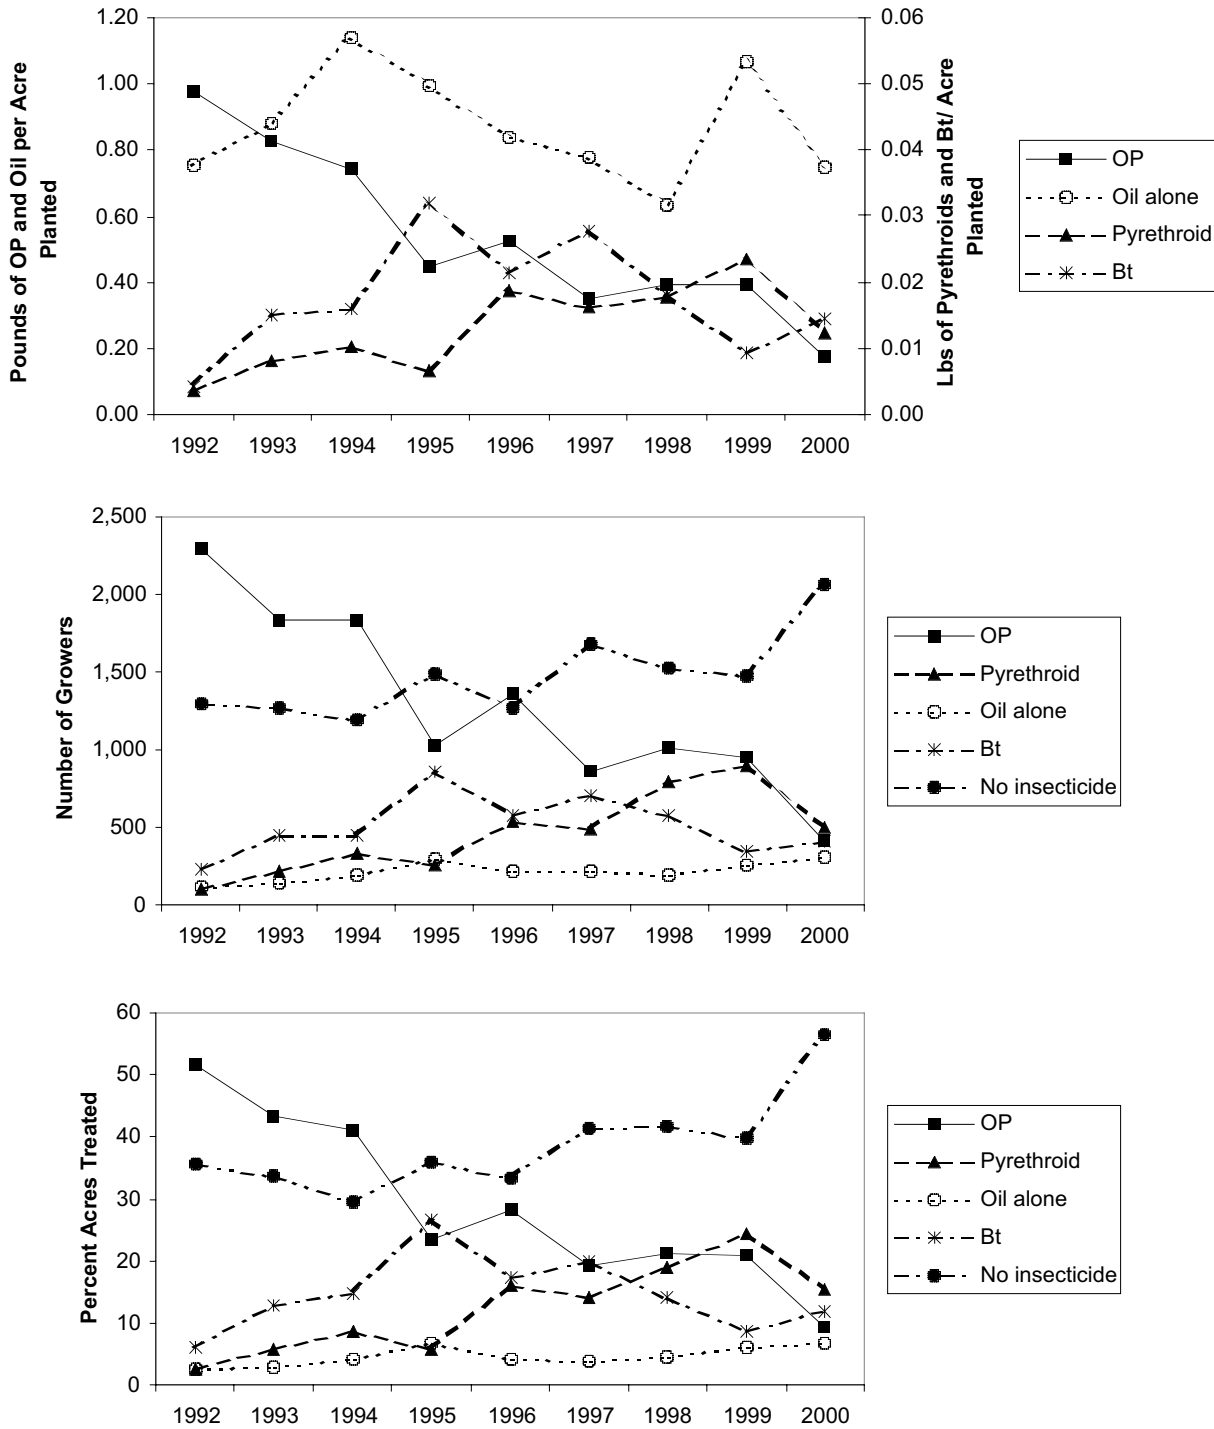 Pounds of OP and Oil per Acre
Planted
1.20
1.00
0.80
0.60
0.40
0.20
0.00
0.06
0.05
0.04
0.03
0.02
0.01
0.00
Lbs of Pyrethroids and Bt/ Acre
Planted
1992 1993 1994 1995 1996 1997 1998 1999 2000
OP
Oil alone
Pyrethroid
Bt
Number of Growers
2,500
2,000
1,500
1,000
500
0
1992 1993 1994 1995 1996 1997 1998 1999 2000
OP
Pyrethroid
Oil alone
Bt
No insecticide
Percent Acres Treated
60
50
40
30
20
10
0
1992 1993 1994 1995 1996 1997 1998 1999 2000
OP
Pyrethroid
Oil alone
Bt
No insecticide